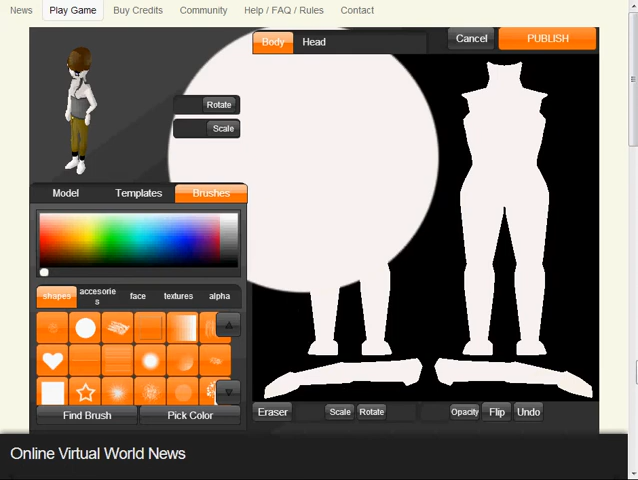 News Play Game Buy Credits Community Help / FAQ / Rules Contact
Body Head Cancel PUBLISH
Rotate
Scale
Model Templates Brushes
shapes accesories face textures alpha
Find Brush Pick Color
Eraser Scale Rotate Opacity Flip Undo
Online Virtual World News